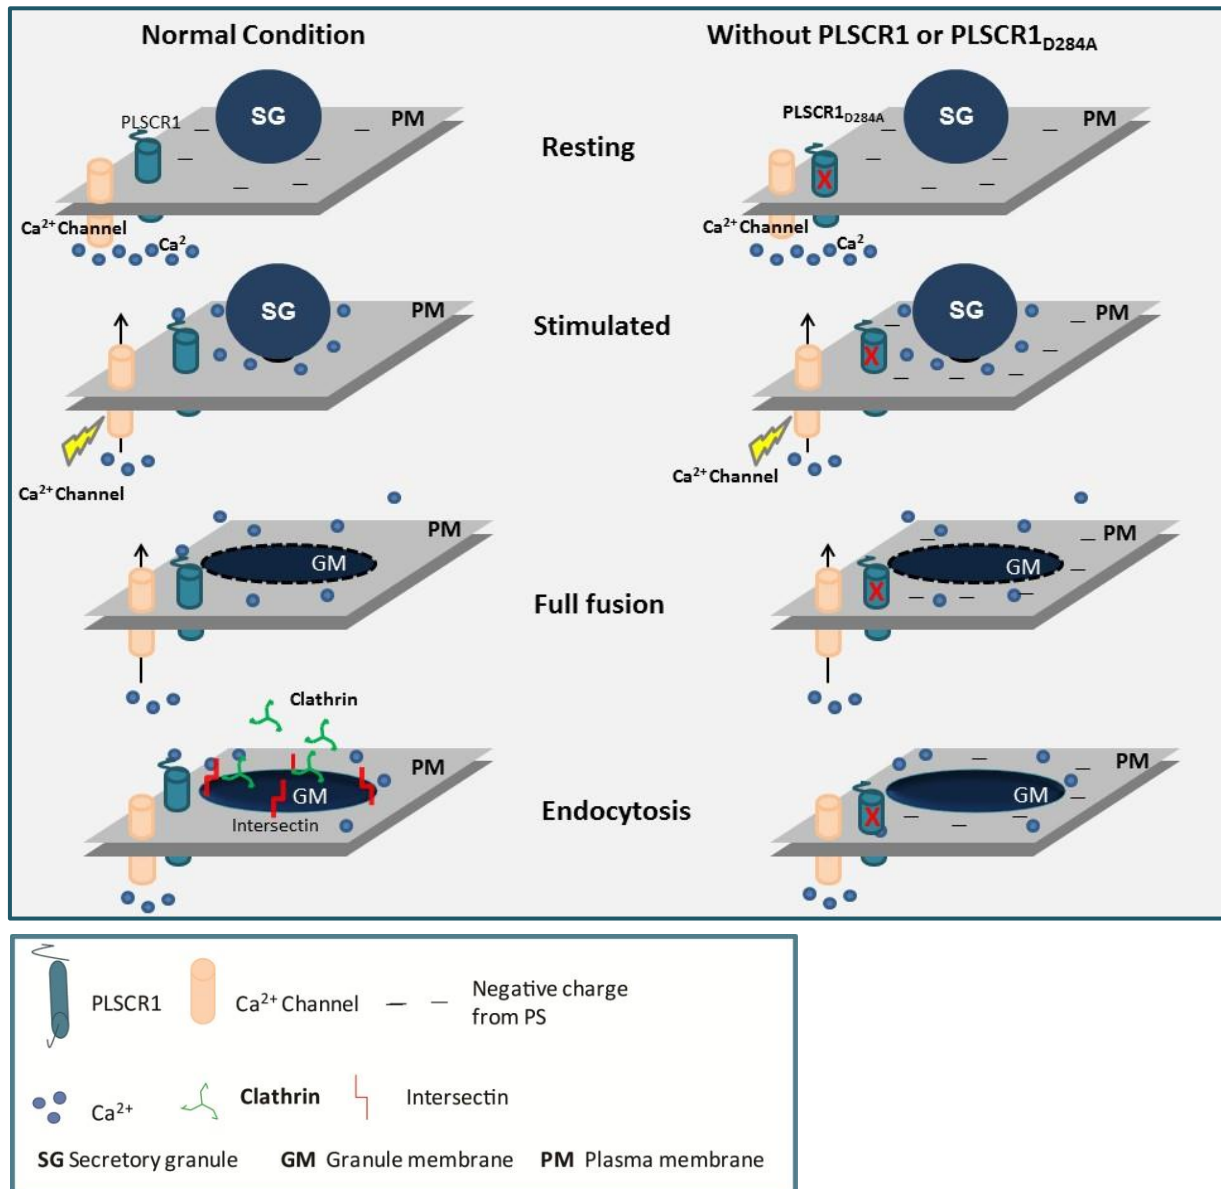 Normal Condition
Without PLSCR1 or PLSCR1D284A
PLSCR1
SG
PM
Ca2+ Channel
Ca2
Resting
PLSCR1D284A
SG
PM
X
Ca2+ Channel
Ca2
SG
PM
Ca2+ Channel
Stimulated
SG
PM
X
Ca2+ Channel
PM
GM
Full fusion
PM
GM
X
Clathrin
PM
GM
Intersectin
Endocytosis
PM
GM
X
PLSCR1
Ca2+ Channel
Negative charge
from PS
Ca2+
Clathrin
Intersectin
SG Secretory granule
GM Granule membrane
PM Plasma membrane